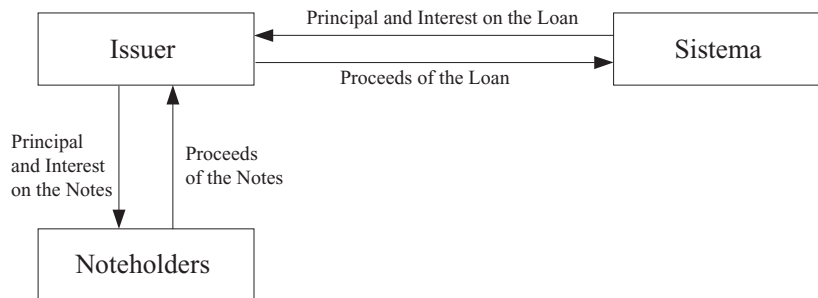 Principal and Interest on the Loan
Issuer
Sistema
Proceeds of the Loan
Principal
and Interest
on the Notes
Proceeds
of the Notes
Noteholders